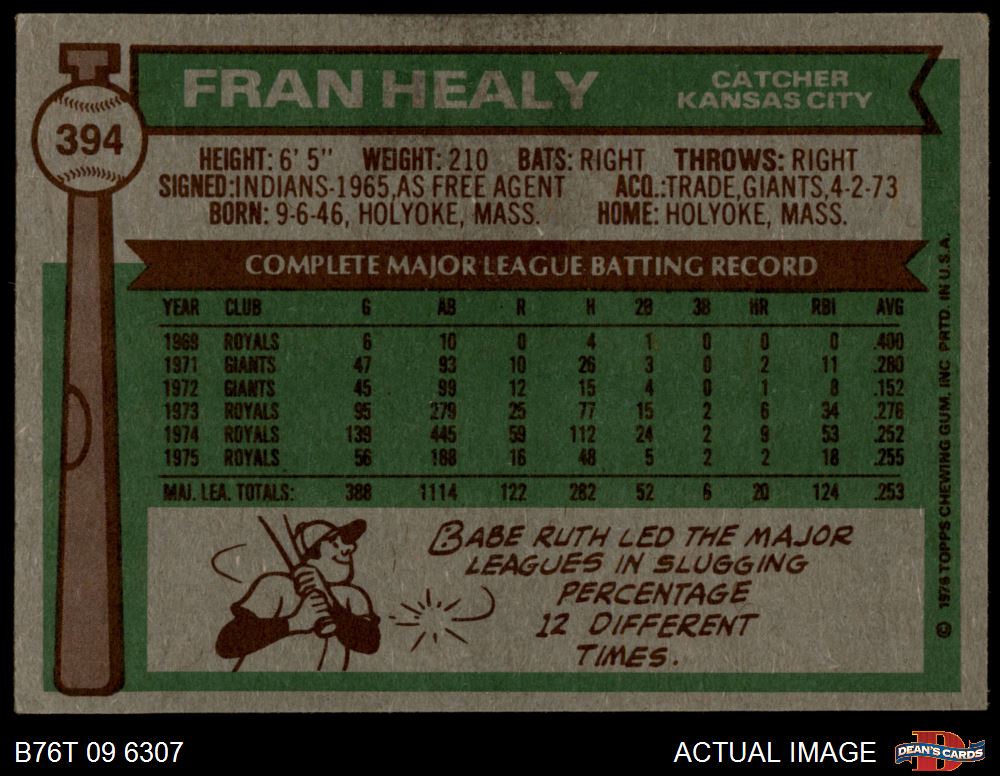 394
FRAN HEALY
CATCHER
KANSAS CITY
HEIGHT: 6' 5" WEIGHT: 210 BATS: RIGHT THROWS: RIGHT
SIGNED:INDIANS-1965,AS FREE AGENT ACQ.:TRADE,GIANTS,4-2-73
BORN: 9-6-46, HOLYOKE, MASS. HOME: HOLYOKE, MASS.
COMPLETE MAJOR LEAGUE BATTING RECORD
YEAR CLUB G AB R H 2B 3B HR RBI AVG
1969 ROYALS 6 10 0 4 1 0 0 0 .400
1971 GIANTS 47 93 10 26 3 0 2 11 .280
1972 GIANTS 45 99 12 15 4 0 1 8 .152
1973 ROYALS 95 279 25 77 15 2 6 34 .276
1974 ROYALS 139 445 59 112 24 2 9 53 .252
1975 ROYALS 56 188 16 48 5 2 2 18 .255
MAJ. LEA. TOTALS: 388 1114 122 282 52 6 20 124 .253
BABE RUTH LED THE MAJOR
LEAGUES IN SLUGGING
PERCENTAGE
12 DIFFERENT
TIMES.
© 1976 TOPPS CHEWING GUM, INC PRTD. IN U.S.A.
B76T 09 6307
ACTUAL IMAGE
D
DEAN'S CARDS